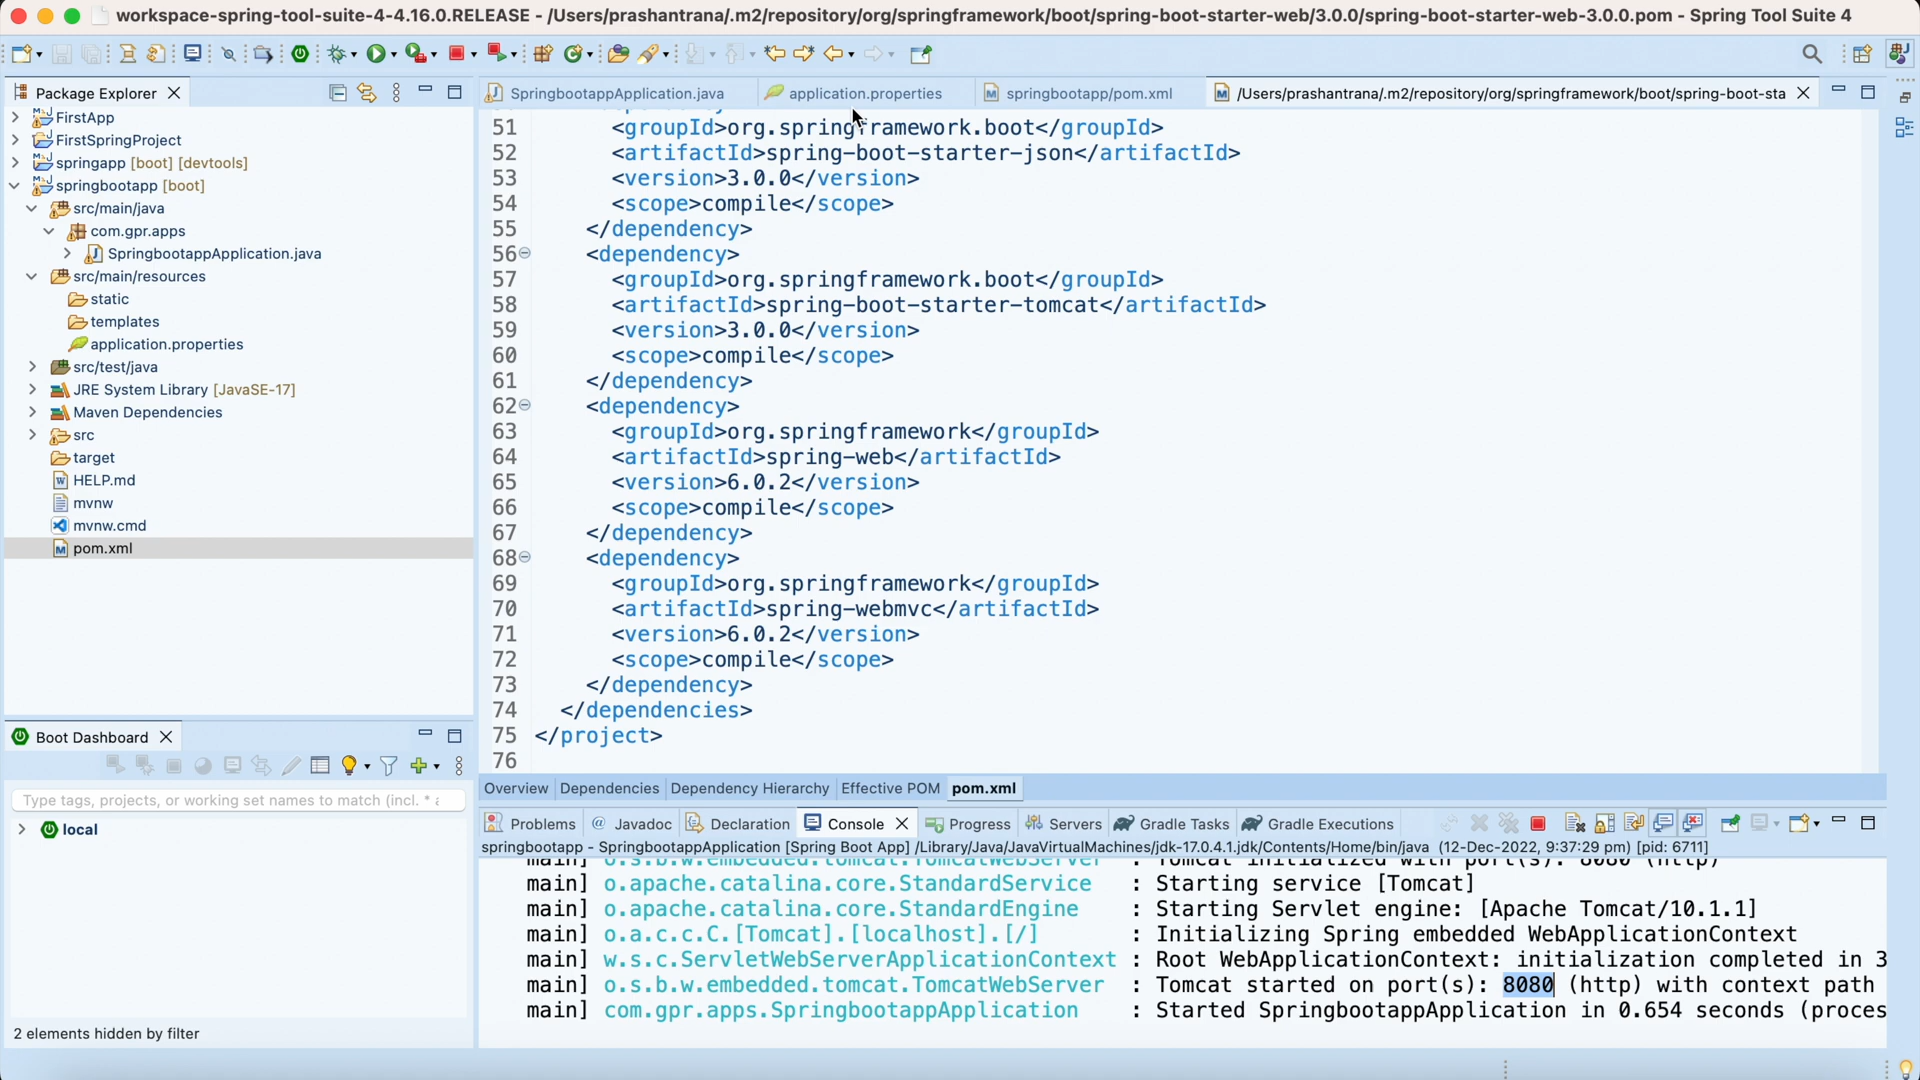 workspace-spring-tool-suite-4-4.16.0.RELEASE - /Users/prashantrana/.m2/repository/org/springframework/boot/spring-boot-starter-web/3.0.0/spring-boot-starter-web-3.0.0.pom - Spring Tool Suite 4
Package Explorer
FirstApp
FirstSpringProject
springapp [boot] [devtools]
springbootapp [boot]
src/main/java
com.gpr.apps
SpringbootappApplication.java
src/main/resources
static
templates
application.properties
src/test/java
JRE System Library [JavaSE-17]
Maven Dependencies
src
target
HELP.md
mvnw
mvnw.cmd
pom.xml
Boot Dashboard
Type tags, projects, or working set names to match (incl. *
local
2 elements hidden by filter
SpringbootappApplication.java
application.properties
springbootapp/pom.xml
/Users/prashantrana/.m2/repository/org/springframework/boot/spring-boot-sta
51 <groupId>org.springframework.boot</groupId>
52 <artifactId>spring-boot-starter-json</artifactId>
53 <version>3.0.0</version>
54 <scope>compile</scope>
55 </dependency>
56 <dependency>
57 <groupId>org.springframework.boot</groupId>
58 <artifactId>spring-boot-starter-tomcat</artifactId>
59 <version>3.0.0</version>
60 <scope>compile</scope>
61 </dependency>
62 <dependency>
63 <groupId>org.springframework</groupId>
64 <artifactId>spring-web</artifactId>
65 <version>6.0.2</version>
66 <scope>compile</scope>
67 </dependency>
68 <dependency>
69 <groupId>org.springframework</groupId>
70 <artifactId>spring-webmvc</artifactId>
71 <version>6.0.2</version>
72 <scope>compile</scope>
73 </dependency>
74 </dependencies>
75 </project>
76
Overview Dependencies Dependency Hierarchy Effective POM pom.xml
Problems Javadoc Declaration Console Progress Servers Gradle Tasks Gradle Executions
springbootapp - SpringbootappApplication [Spring Boot App] /Library/Java/JavaVirtualMachines/jdk-17.0.4.1.jdk/Contents/Home/bin/java (12-Dec-2022, 9:37:29 pm) [pid: 6711]
main] o.s.b.w.embedded.tomcat.TomcatWebServer : Tomcat initialized with port(s): 8080 (http)
main] o.apache.catalina.core.StandardService : Starting service [Tomcat]
main] o.apache.catalina.core.StandardEngine : Starting Servlet engine: [Apache Tomcat/10.1.1]
main] o.a.c.c.C.[Tomcat].[localhost].[/] : Initializing Spring embedded WebApplicationContext
main] w.s.c.ServletWebServerApplicationContext : Root WebApplicationContext: initialization completed in 3
main] o.s.b.w.embedded.tomcat.TomcatWebServer : Tomcat started on port(s): 8080 (http) with context path
main] com.gpr.apps.SpringbootappApplication : Started SpringbootappApplication in 0.654 seconds (proces